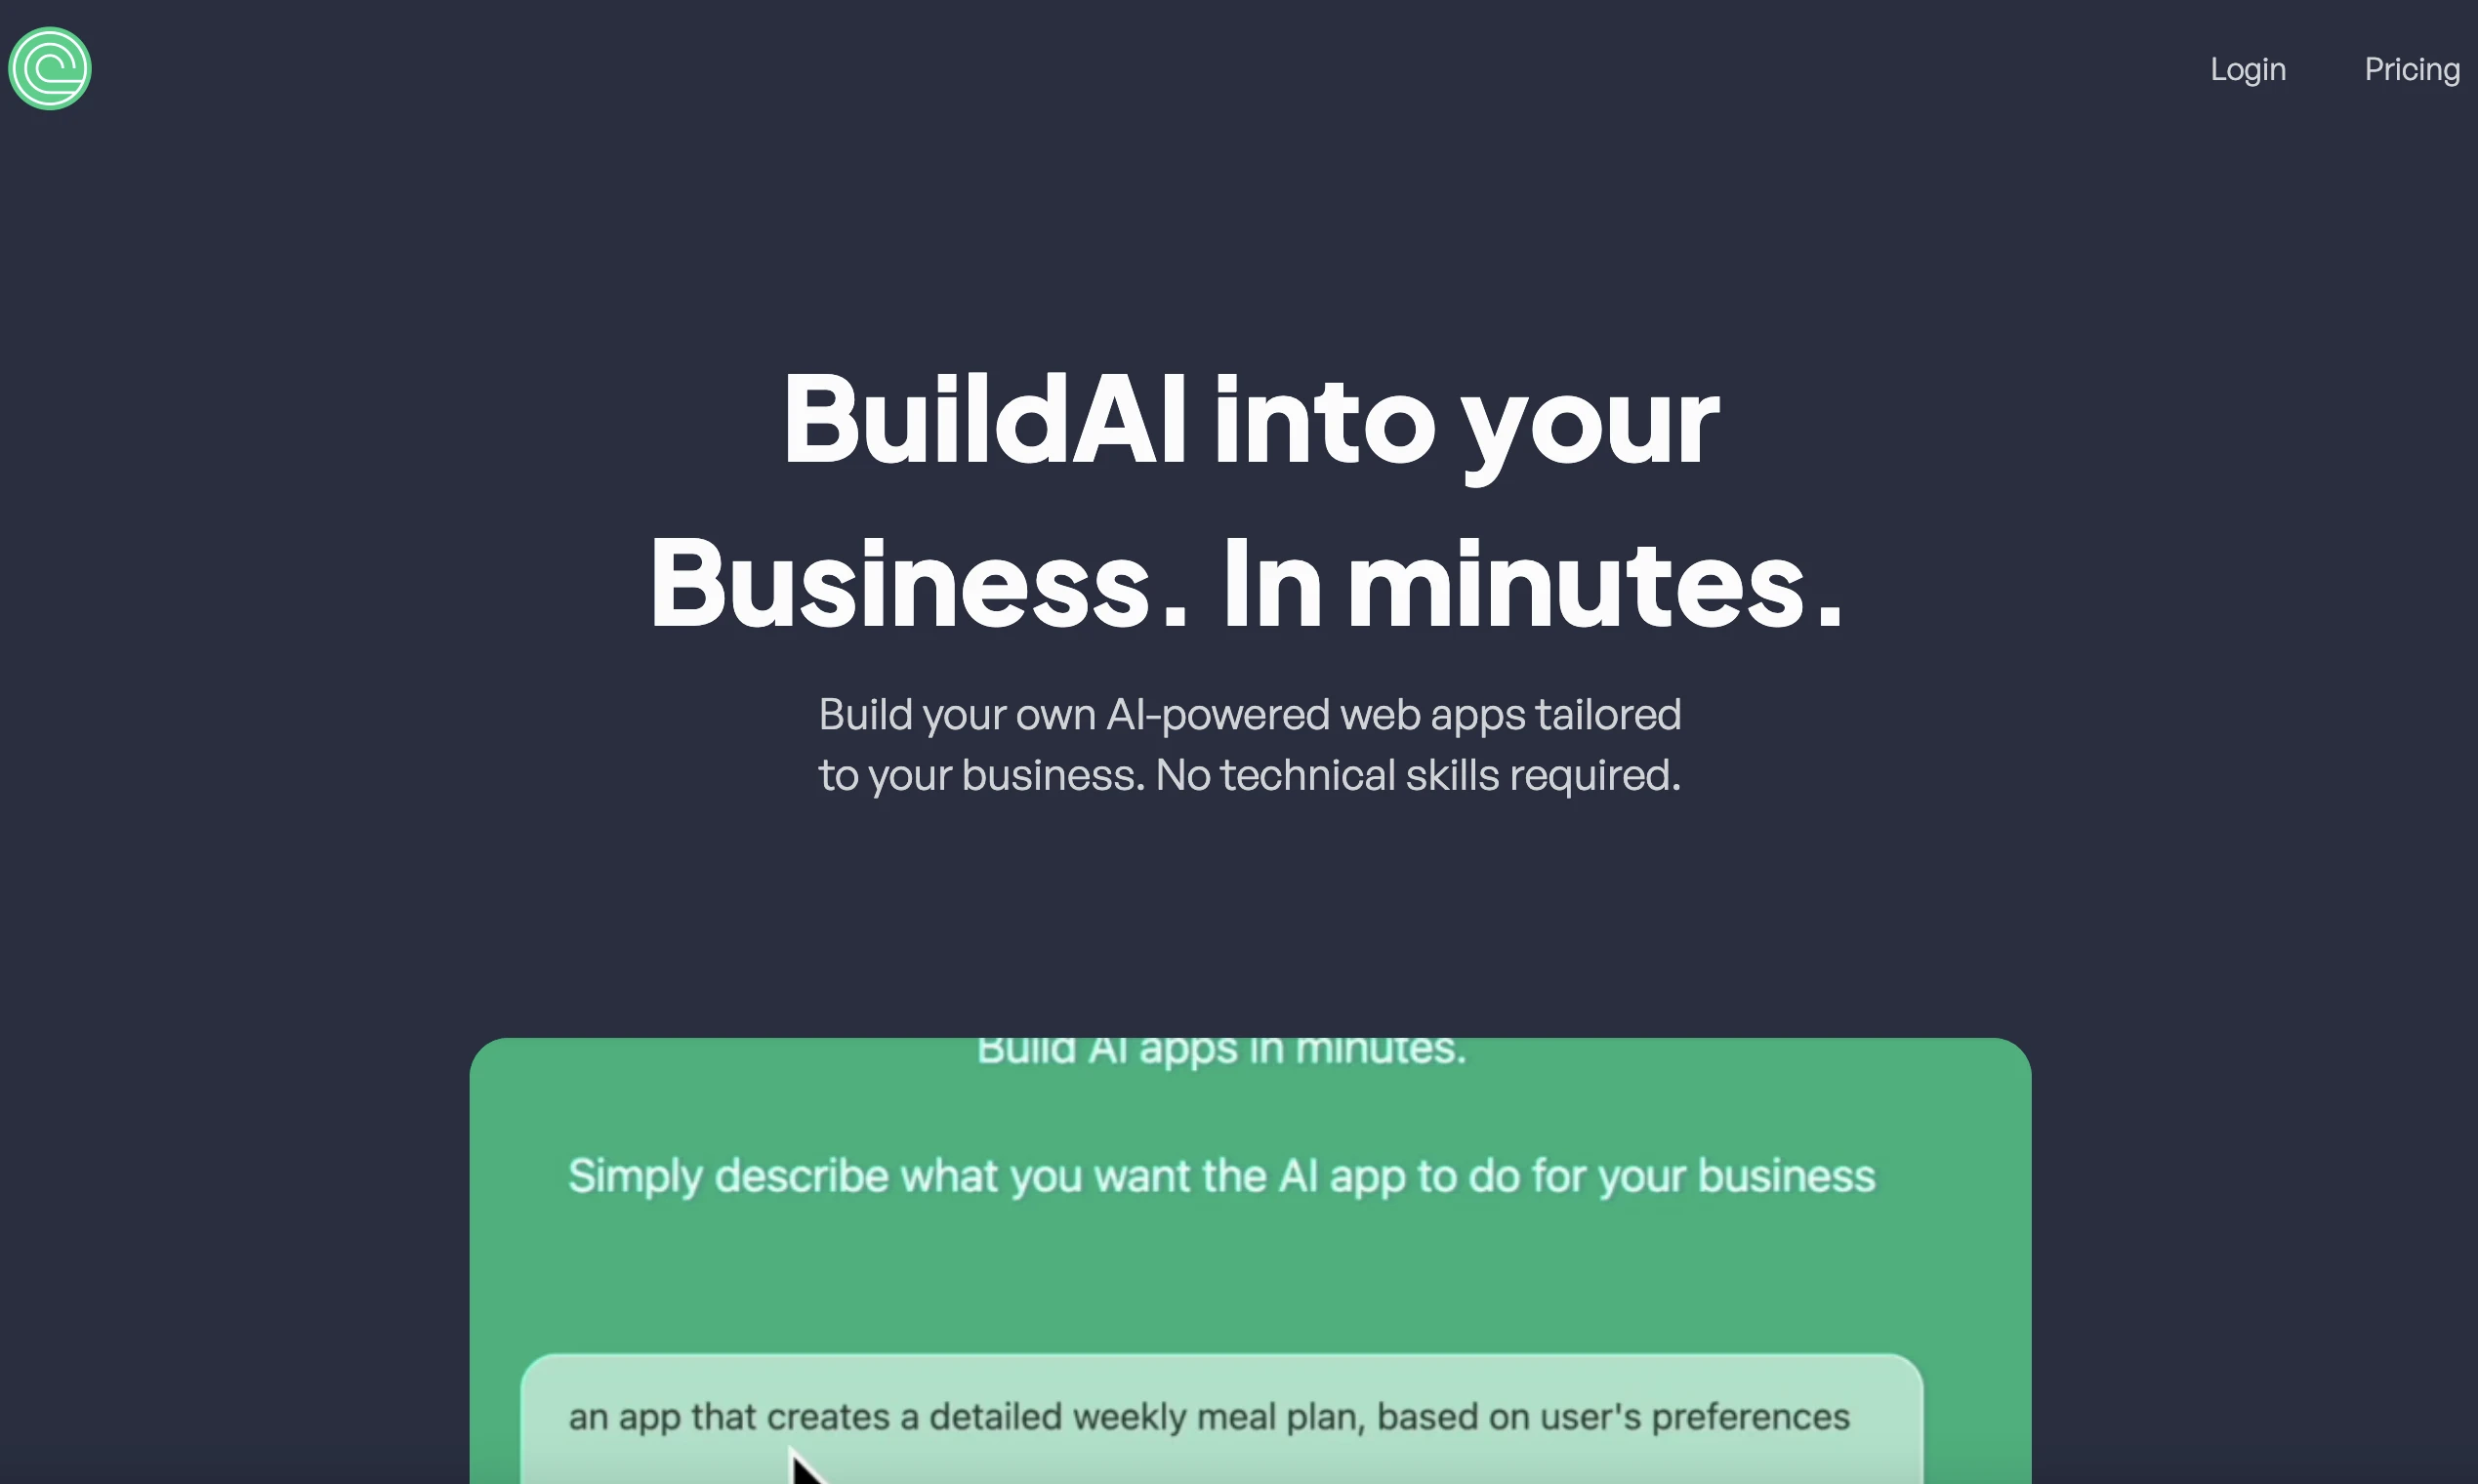 Login
Pricing
BuildAI into your
Business. In minutes.
Build your own AI-powered web apps tailored
to your business. No technical skills required.
Build AI apps in minutes.
Simply describe what you want the AI app to do for your business
an app that creates a detailed weekly meal plan, based on user's preferences